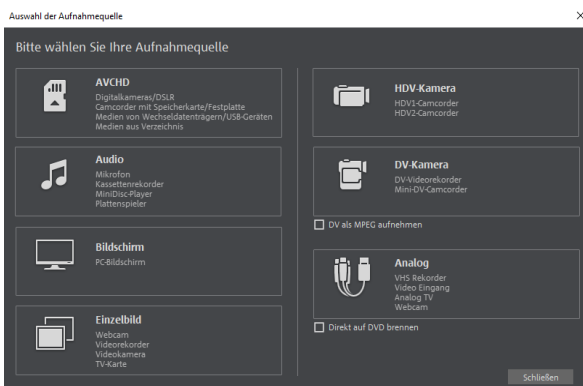 Auswahl der Aufnahmequelle
Bitte wählen Sie Ihre Aufnahmequelle
AVCHD
Digitalkameras/DSLR
Camcorder mit Speicherkarte/Festplatte
Medien von Wechseldatenträgern/USB-Geräten
Medien aus Verzeichnis
Audio
Mikrofon
Kassettenrekorder
MiniDisc-Player
Plattenspieler
Bildschirm
PC-Bildschirm
Einzelbild
Webcam
Videorekorder
Videokamera
TV-Karte
HDV-Kamera
HDV1-Camcorder
HDV2-Camcorder
DV-Kamera
DV-Videorekorder
Mini-DV-Camcorder
DV als MPEG aufnehmen
Analog
VHS Rekorder
Video Eingang
Analog TV
Webcam
Direkt auf DVD brennen
Schließen